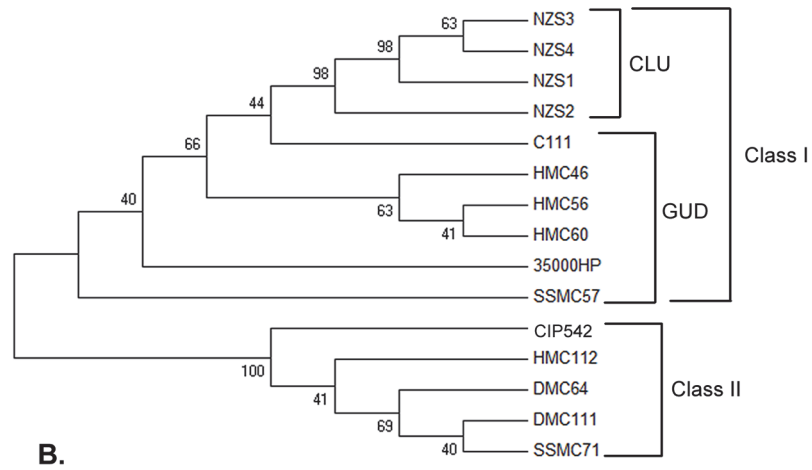 NZS3
63
NZS4
98
CLU
NZS1
98
NZS2
44
C111
66
Class I
HMC46
HMC56
63
GUD
41
HMC60
40
35000HP
SSMC57
CIP542
HMC112
100
41
DMC64
Class II
DMC111
69
40
SSMC71
B.